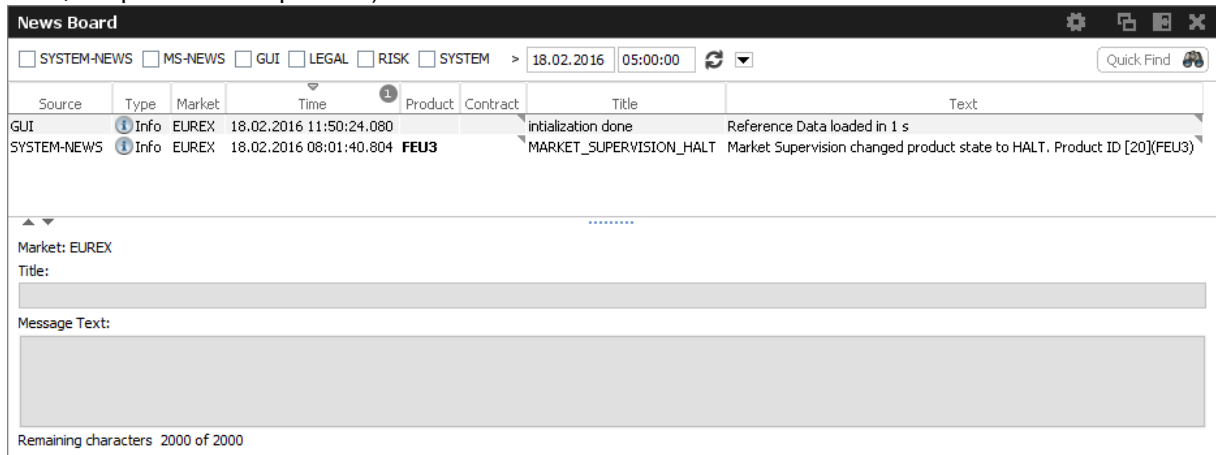 News Board
SYSTEM-NEWS MS-NEWS GUI LEGAL RISK SYSTEM > 18.02.2016 05:00:00 Quick Find
1
Source Type Market Time Product Contract Title Text
GUI Info EUREX 18.02.2016 11:50:24.080 intialization done Reference Data loaded in 1 s
SYSTEM-NEWS Info EUREX 18.02.2016 08:01:40.804 FEU3 MARKET_SUPERVISION_HALT Market Supervision changed product state to HALT. Product ID [20](FEU3)
Market: EUREX
Title:
Message Text:
Remaining characters 2000 of 2000